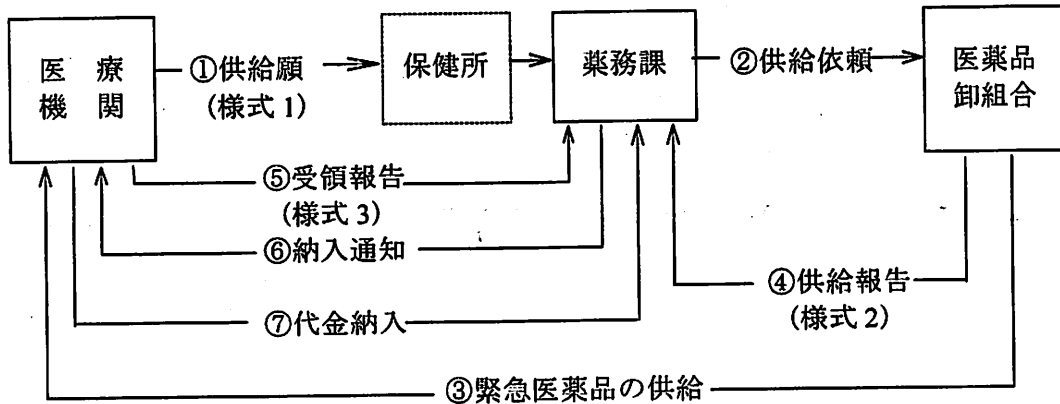 医療
機関
①供給願
(様式1)
保健所
薬務課
②供給依頼
医薬品
卸組合
⑤受領報告
(様式3)
⑥納入通知
④供給報告
(様式2)
⑦代金納入
③緊急医薬品の供給